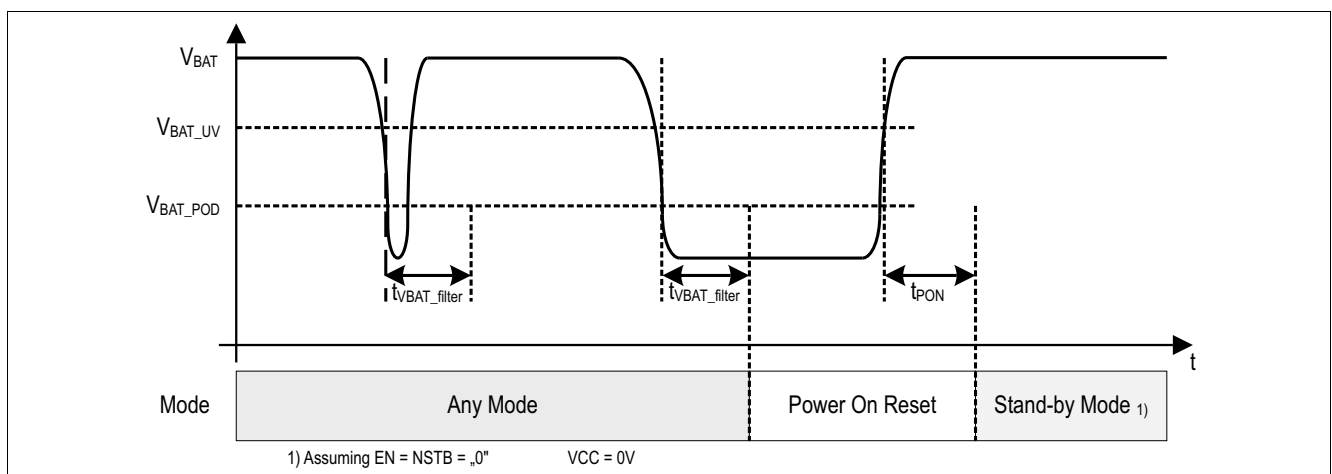 VBAT
VBAT_UV
VBAT_POD
tVBAT_filter
tVBAT_filter
tPON
t
Mode
Any Mode
Power On Reset
Stand-by Mode 1)
1) Assuming EN = NSTB = „0" VCC = 0V